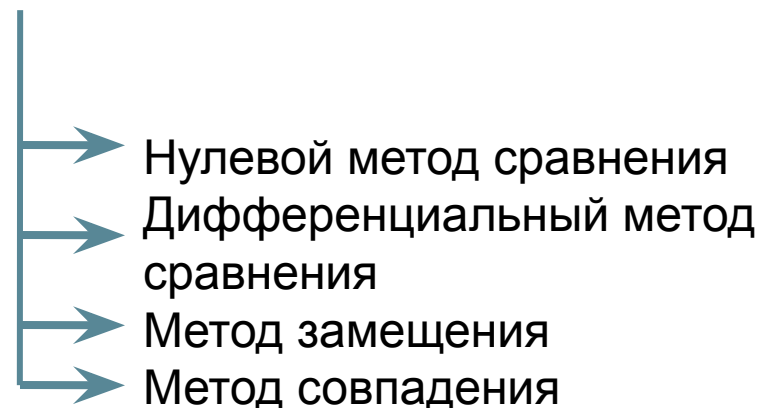 Нулевой метод сравнения
Дифференциальный метод
сравнения
Метод замещения
Метод совпадения